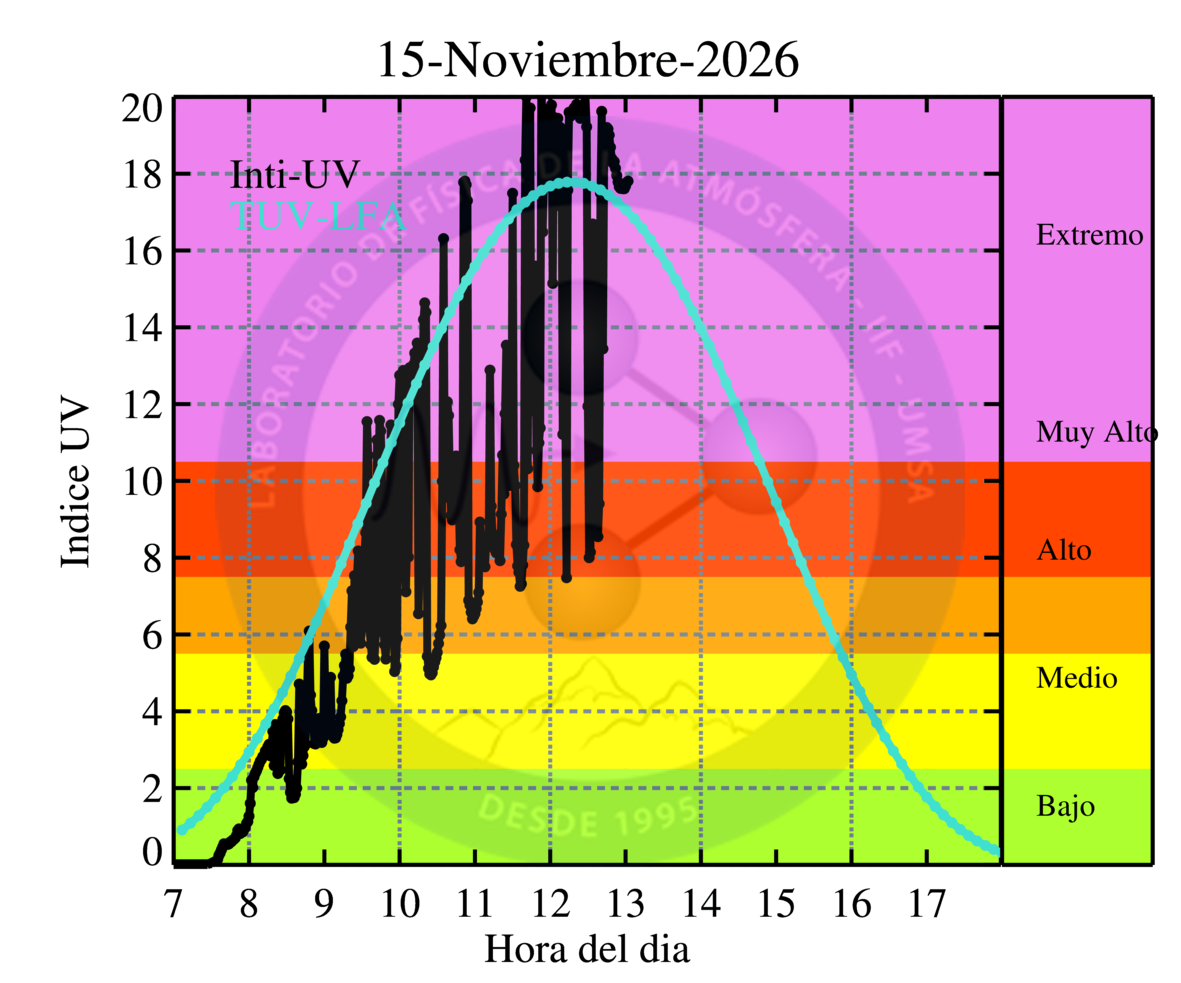 15-Noviembre-2026
Inti-UV
TUV-LFA
LABORATORIO DE FÍSICA DE LA ATMÓSFERA - IIF - UMSA
DESDE 1995
Indice UV
20
18
16
14
12
10
8
6
4
2
0
Extremo
Muy Alto
Alto
Medio
Bajo
7 8 9 10 11 12 13 14 15 16 17
Hora del dia